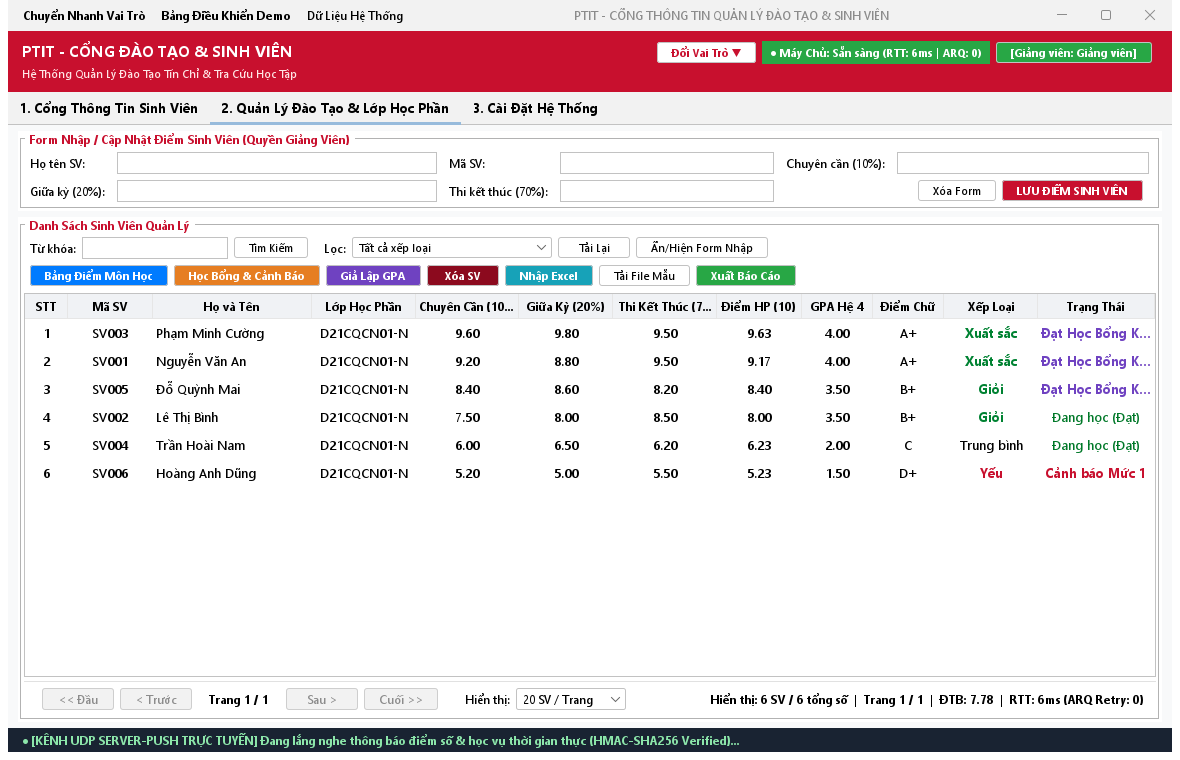 Chuyển Nhanh Vai Trò Bảng Điều Khiển Demo Dữ Liệu Hệ Thống PTIT - CỔNG THÔNG TIN QUẢN LÝ ĐÀO TẠO & SINH VIÊN
PTIT - CỔNG ĐÀO TẠO & SINH VIÊN
Đổi Vai Trò ▼ ● Máy Chủ: Sẵn sàng (RTT: 6ms | ARQ: 0) [Giảng viên: Giảng viên]
Hệ Thống Quản Lý Đào Tạo Tín Chỉ & Tra Cứu Học Tập
1. Cổng Thông Tin Sinh Viên 2. Quản Lý Đào Tạo & Lớp Học Phần 3. Cài Đặt Hệ Thống
Form Nhập / Cập Nhật Điểm Sinh Viên (Quyền Giảng Viên)
Họ tên SV: Mã SV: Chuyên cần (10%):
Giữa kỳ (20%): Thi kết thúc (70%): Xóa Form LƯU ĐIỂM SINH VIÊN
Danh Sách Sinh Viên Quản Lý
Từ khóa: Tìm Kiếm Lọc: Tất cả xếp loại Tải Lại Ẩn/Hiện Form Nhập
Bảng Điểm Môn Học Học Bổng & Cảnh Báo Giả Lập GPA Xóa SV Nhập Excel Tải File Mẫu Xuất Báo Cáo
STT Mã SV Họ và Tên Lớp Học Phần Chuyên Cần (10... Giữa Kỳ (20%) Thi Kết Thúc (7... Điểm HP (10) GPA Hệ 4 Điểm Chữ Xếp Loại Trạng Thái
1 SV003 Phạm Minh Cường D21CQCN01-N 9.60 9.80 9.50 9.63 4.00 A+ Xuất sắc Đạt Học Bổng K...
2 SV001 Nguyễn Văn An D21CQCN01-N 9.20 8.80 9.50 9.17 4.00 A+ Xuất sắc Đạt Học Bổng K...
3 SV005 Đỗ Quỳnh Mai D21CQCN01-N 8.40 8.60 8.20 8.40 3.50 B+ Giỏi Đạt Học Bổng K...
4 SV002 Lê Thị Bình D21CQCN01-N 7.50 8.00 8.50 8.00 3.50 B+ Giỏi Đang học (Đạt)
5 SV004 Trần Hoài Nam D21CQCN01-N 6.00 6.50 6.20 6.23 2.00 C Trung bình Đang học (Đạt)
6 SV006 Hoàng Anh Dũng D21CQCN01-N 5.20 5.00 5.50 5.23 1.50 D+ Yếu Cảnh báo Mức 1
<< Đầu < Trước Trang 1 / 1 Sau > Cuối >> Hiển thị: 20 SV / Trang Hiển thị: 6 SV / 6 tổng số | Trang 1 / 1 | ĐTB: 7.78 | RTT: 6ms (ARQ Retry: 0)
● [KÊNH UDP SERVER-PUSH TRỰC TUYẾN] Đang lắng nghe thông báo điểm số & học vụ thời gian thực (HMAC-SHA256 Verified)...